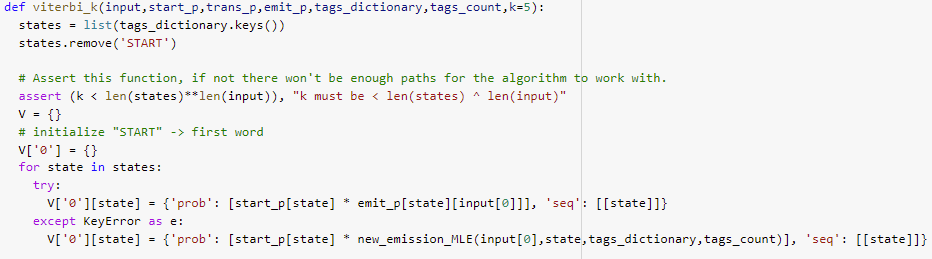 def viterbi_k(input,start_p,trans_p,emit_p,tags_dictionary,tags_count,k=5):
  states = list(tags_dictionary.keys())
  states.remove('START')

  # Assert this function, if not there won't be enough paths for the algorithm to work with.
  assert (k < len(states)**len(input)), "k must be < len(states) ^ len(input)"
  V = {}
  # initialize "START" -> first word
  V['0'] = {}
  for state in states:
    try:
      V['0'][state] = {'prob': [start_p[state] * emit_p[state][input[0]]], 'seq': [[state]]}
    except KeyError as e:
      V['0'][state] = {'prob': [start_p[state] * new_emission_MLE(input[0],state,tags_dictionary,tags_count)], 'seq': [[state]]}